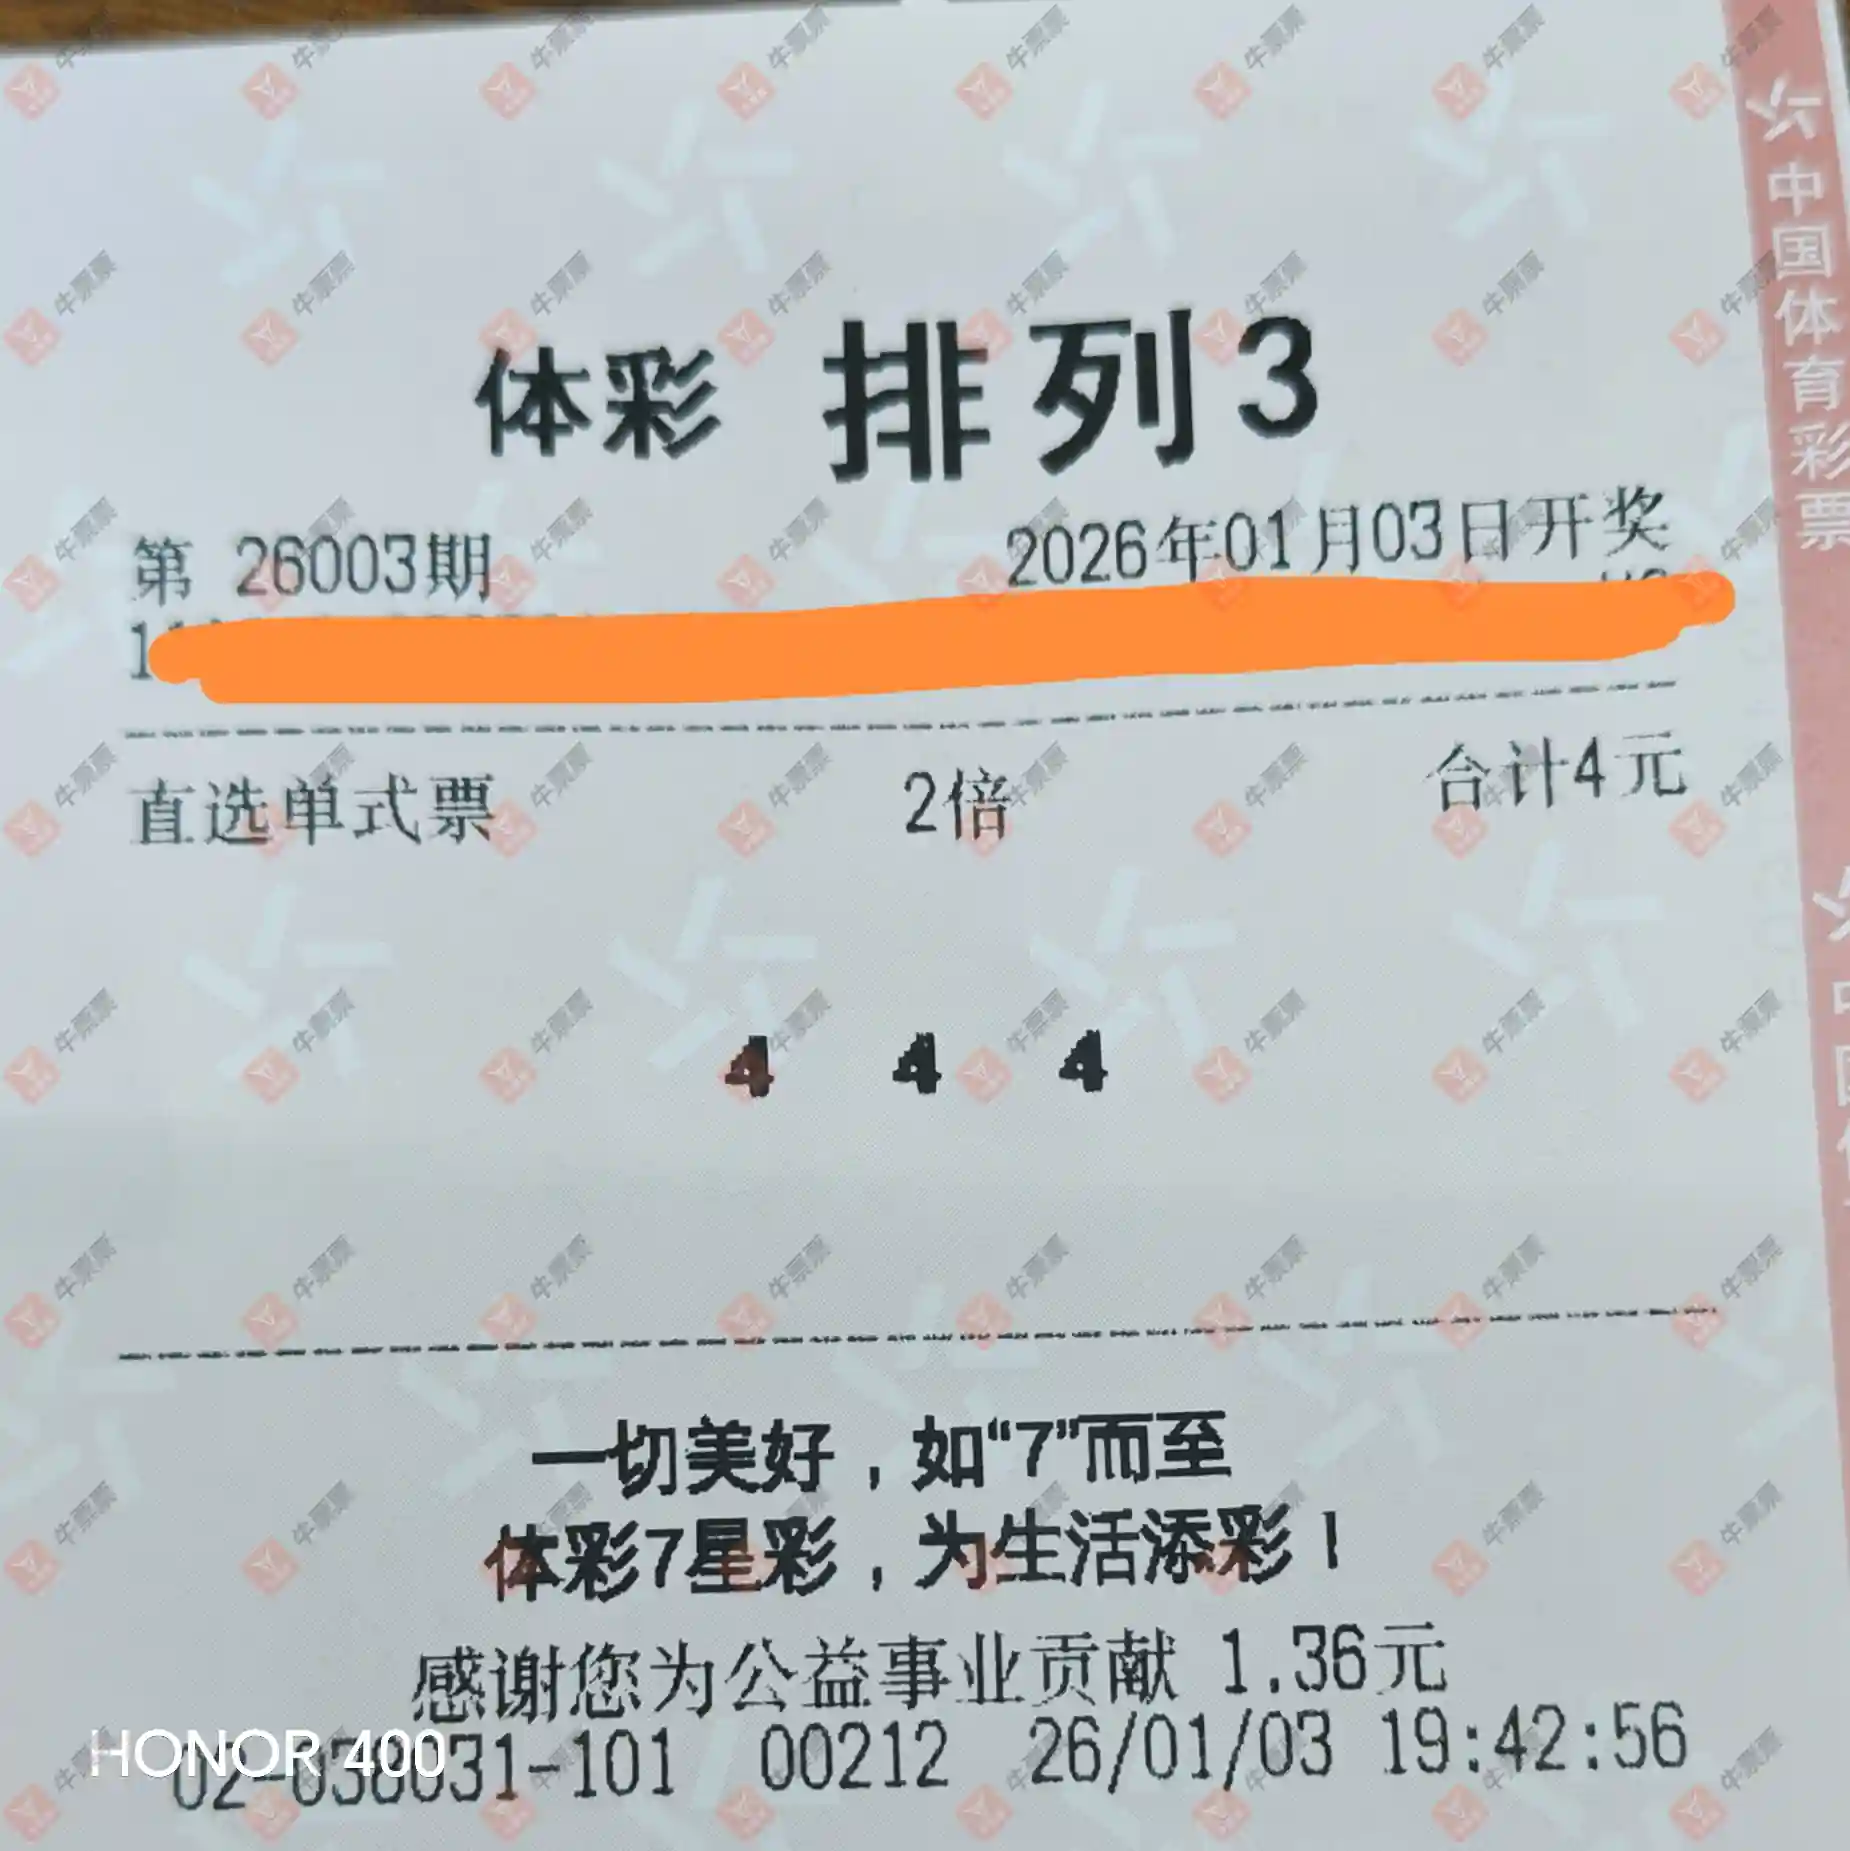 体彩 排列3
第 26003期 2026年01月03日开奖
直选单式票 2倍 合计4元
4 4 4
一切美好，如“7”而至
体彩7星彩，为生活添彩！
感谢您为公益事业贡献 1.36元
02-038031-101 00212 26/01/03 19:42:56
HONOR 400
中国体育彩票
牛票票